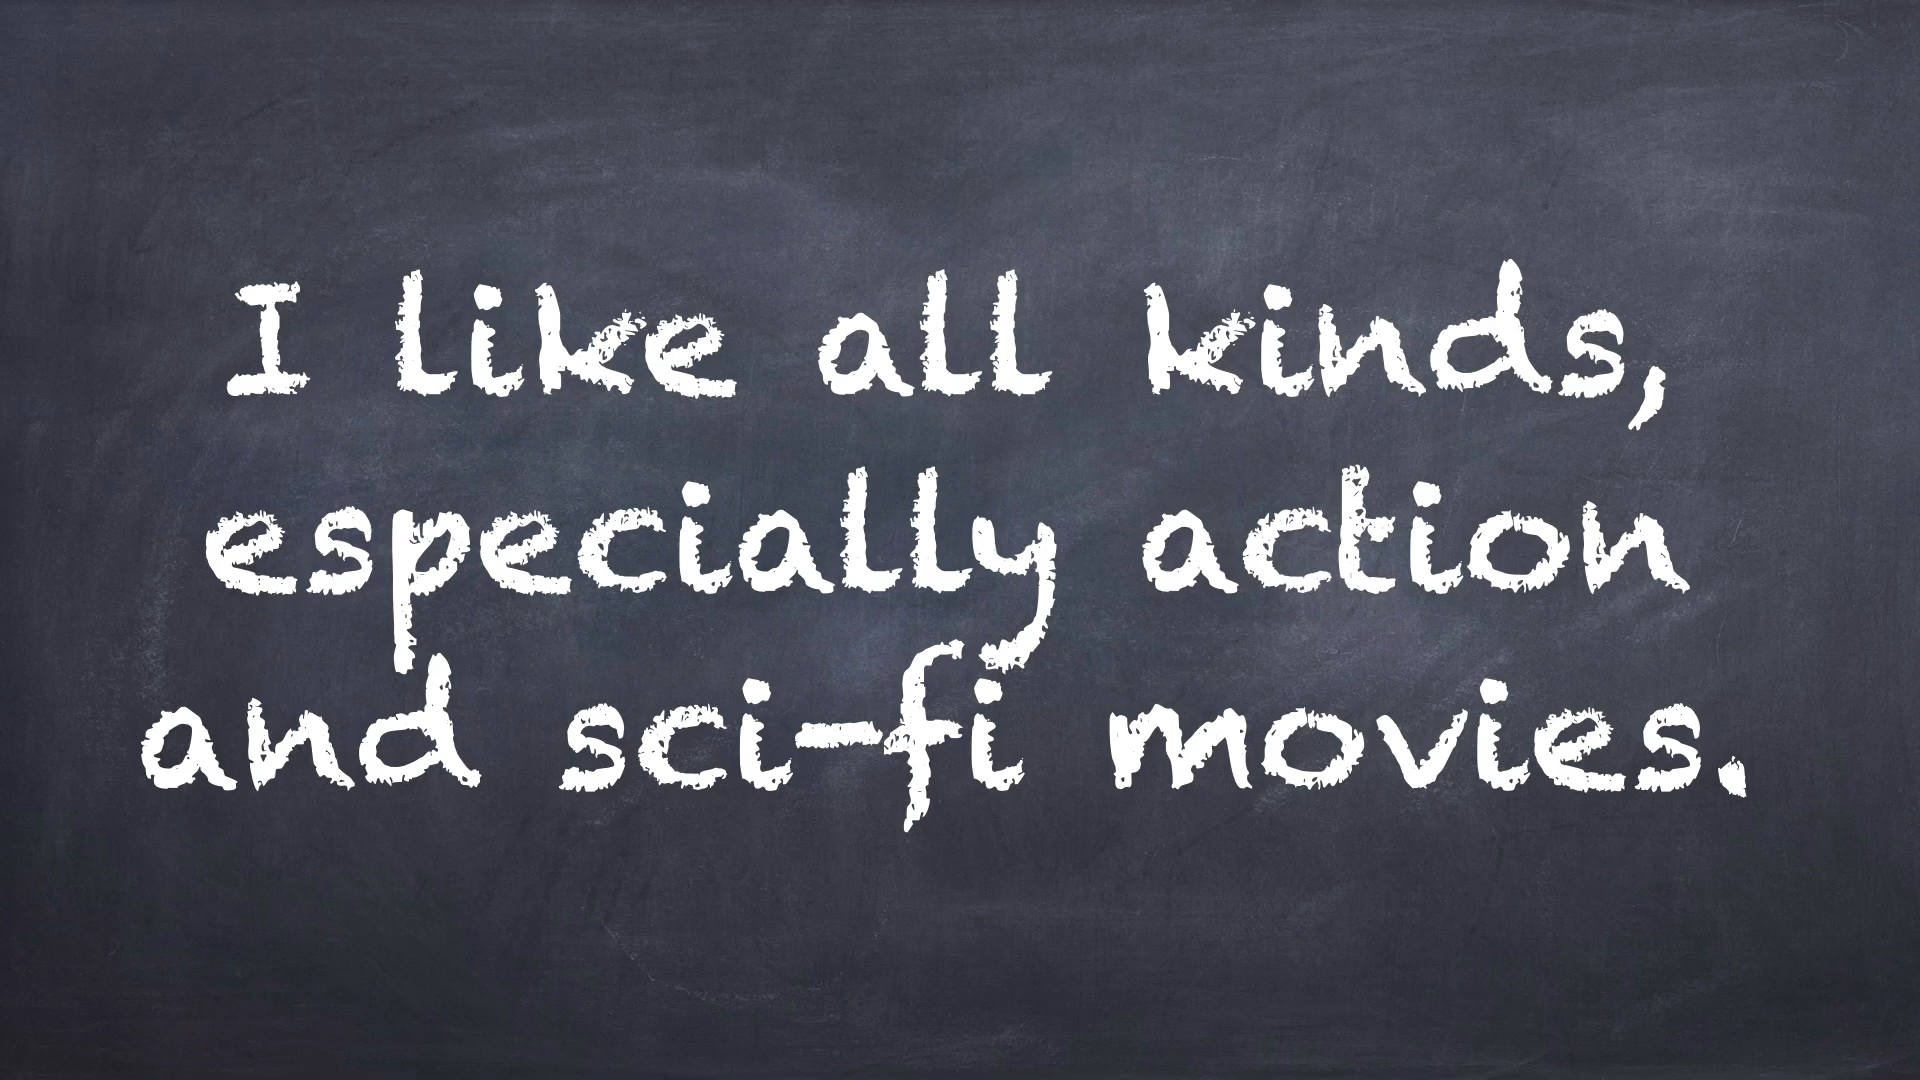 I like all kinds,
especially action
and sci-fi movies.